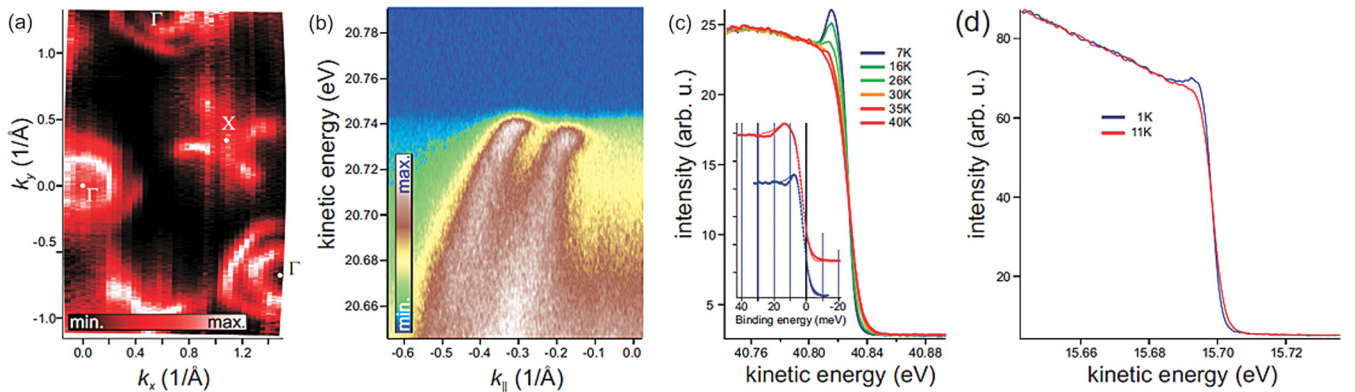 (a)
Γ
1.0
0.5
0.0
-0.5
-1.0
k_y (1/Å)
X
Γ
Γ
min. max.
0.0 0.4 0.8 1.2
k_x (1/Å)
(b)
20.78
20.76
20.74
20.72
20.70
20.68
20.66
kinetic energy (eV)
max.
min.
-0.6 -0.5 -0.4 -0.3 -0.2 -0.1 0.0
k_|| (1/Å)
(c)
25
20
15
10
5
intensity (arb. u.)
7K
16K
26K
30K
35K
40K
40 30 20 10 0 -20
Binding energy (meV)
40.76 40.80 40.84 40.88
kinetic energy (eV)
(d)
80
60
40
20
intensity (arb. u.)
1K
11K
15.66 15.68 15.70 15.72
kinetic energy (eV)